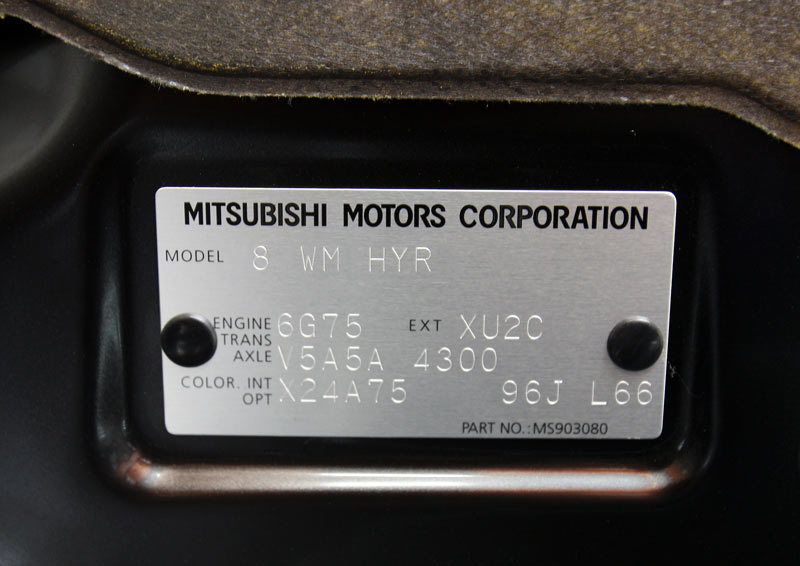 MITSUBISHI MOTORS CORPORATION
MODEL 8 WM HYR
ENGINE 6G75 EXT XU2C
TRANS
AXLE V5A5A 4300
COLOR. INT X24A75 96J L66
OPT
PART NO.: MS903080